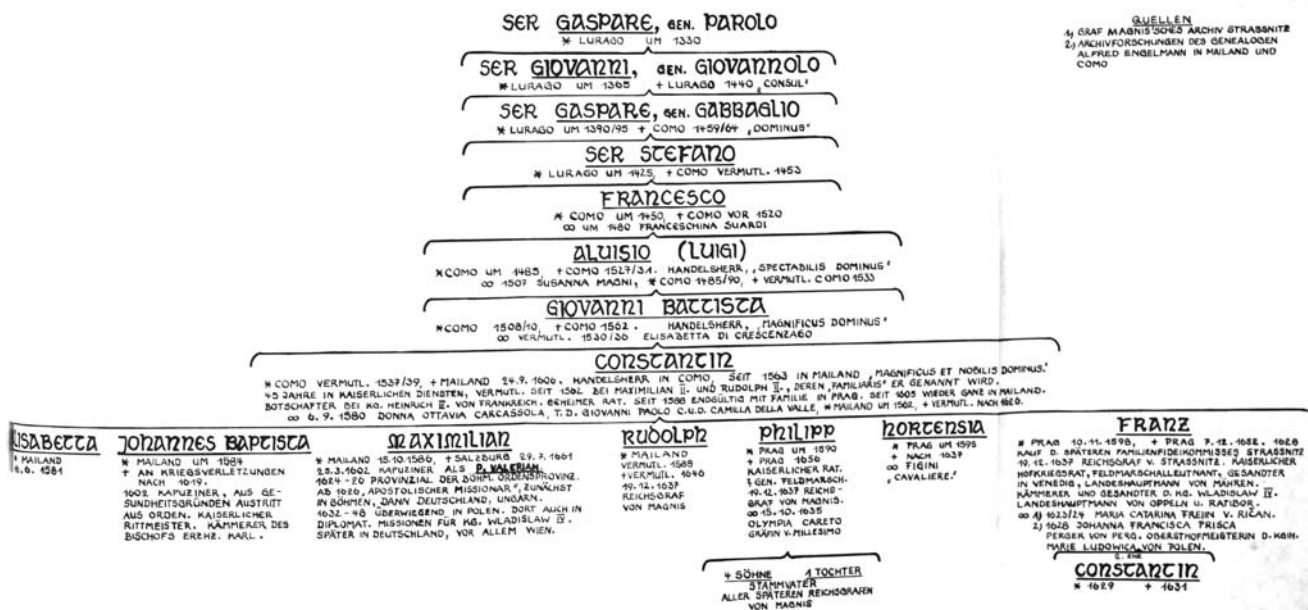 SER GASPARE, GEN. PAROLO
* LURAGO UM 1330
QUELLEN
1) GRAF MAGNIS'SCHES ARCHIV STRASSNITZ
2) ARCHIVFORSCHUNGEN DES GENEALOGEN
ALFRED ENGELMANN IN MAILAND UND
COMO
SER GIOVANNI, GEN. GIOVANNOLO
* LURAGO UM 1365 + LURAGO 1440 ‚CONSUL'
SER GASPARE, GEN. GABBAGLIO
* LURAGO UM 1390/95 + COMO 1459/64 ‚DOMINUS'
SER STEFANO
* LURAGO UM 1425, + COMO VERMUTL. 1453
FRANCESCO
* COMO UM 1450, + COMO VOR 1520
∞ UM 1480 FRANCESCHINA SUARDI
ALUISIO (LUIGI)
* COMO UM 1485, + COMO 1527/31. HANDELSHERR, ‚SPECTABILIS DOMINUS'
∞ 1507 SUSANNA MAGNI, * COMO 1485/90, + VERMUTL. COMO 1533
GIOVANNI BATTISTA
* COMO 1508/10, + COMO 1562. HANDELSHERR, ‚MAGNIFICUS DOMINUS'
∞ VERMUTL. 1530/36 ELISABETTA DI CRESCENZAGO
CONSTANTIN
* COMO VERMUTL. 1537/39, + MAILAND 24.9.1606. HANDELSHERR IN COMO, SEIT 1563 IN MAILAND ‚MAGNIFICUS ET NOBILIS DOMINUS.'
45 JAHRE IN KAISERLICHEN DIENSTEN, VERMUTL. SEIT 1562 BEI MAXIMILIAN II. UND RUDOLPH II., DEREN ‚FAMILIARIS' ER GENANNT WIRD.
BOTSCHAFTER BEI KG. HEINRICH III. VON FRANKREICH. GEHEIMER RAT. SEIT 1588 ENDGÜLTIG MIT FAMILIE IN PRAG. SEIT 1605 WIEDER GANZ IN MAILAND.
∞ 6.9.1580 DONNA OTTAVIA CARCASSOLA, T.D. GIOVANNI PAOLO C.U.D. CAMILLA DELLA VALLE, * MAILAND UM 1562, + VERMUTL. NACH 1620.
LISABETTA
* MAILAND
.6.1581
JOHANNES BAPTISTA
* MAILAND UM 1584
+ AN KRIEGSVERLETZUNGEN
NACH 1619.
1602 KAPUZINER, AUS GE-
SUNDHEITSGRÜNDEN AUSTRITT
AUS ORDEN. KAISERLICHER
RITTMEISTER. KÄMMERER DES
BISCHOFS ERZHZ. KARL.
MAXIMILIAN
* MAILAND 15.10.1586, + SALZBURG 29.7.1661
25.3.1602 KAPUZINER ALS P. VALERIAN
1624-26 PROVINZIAL DER BÖHM. ORDENSPROVINZ.
AB 1626 ‚APOSTOLISCHER MISSIONAR', ZUNÄCHST
IN BÖHMEN, DANN DEUTSCHLAND, UNGARN.
1632-48 ÜBERWIEGEND IN POLEN. DORT AUCH IN
DIPLOMAT. MISSIONEN FÜR KG. WLADISLAW IV.
SPÄTER IN DEUTSCHLAND, VOR ALLEM WIEN.
RUDOLPH
* MAILAND
VERMUTL. 1588
+ VERMUTL. 1646
19.12.1637
REICHSGRAF
VON MAGNIS
PHILIPP
* PRAG UM 1590
+ PRAG 1656
KAISERLICHER RAT.
GEN. FELDMARSCH.
19.12.1637 REICHS-
GRAF VON MAGNIS.
∞ 15.10.1635
OLYMPIA CARETO
GRÄFIN V. MILLESIMO
4 SÖHNE 1 TOCHTER
STAMMVATER
ALLER SPÄTEREN REICHSGRAFEN
VON MAGNIS
HORTENSIA
* PRAG UM 1595
+ NACH 1637
∞ FIGINI
‚CAVALIERE.'
FRANZ
* PRAG 10.11.1598, + PRAG 7.12.1652. 1628
KAUF D. SPÄTEREN FAMILIENFIDEIKOMMISSES STRASSNITZ
19.12.1637 REICHSGRAF V. STRASSNITZ. KAISERLICHER
HOFKRIEGSRAT, FELDMARSCHALLEUTNANT, GESANDTER
IN VENEDIG, LANDESHAUPTMANN VON MÄHREN.
KÄMMERER UND GESANDTER D. KG. WLADISLAW IV.
LANDESHAUPTMANN VON OPPELN U. RATIBOR.
∞ 1) 1623/24 MARIA CATARINA FREIIN V. RIČAN.
2) 1628 JOHANNA FRANCISCA PRISCA
PERGER VON PERG. OBERSTHOFMEISTERIN D. KGIN.
MARIE LUDOWICA VON POLEN.
2. EHE
CONSTANTIN
* 1629 + 1631